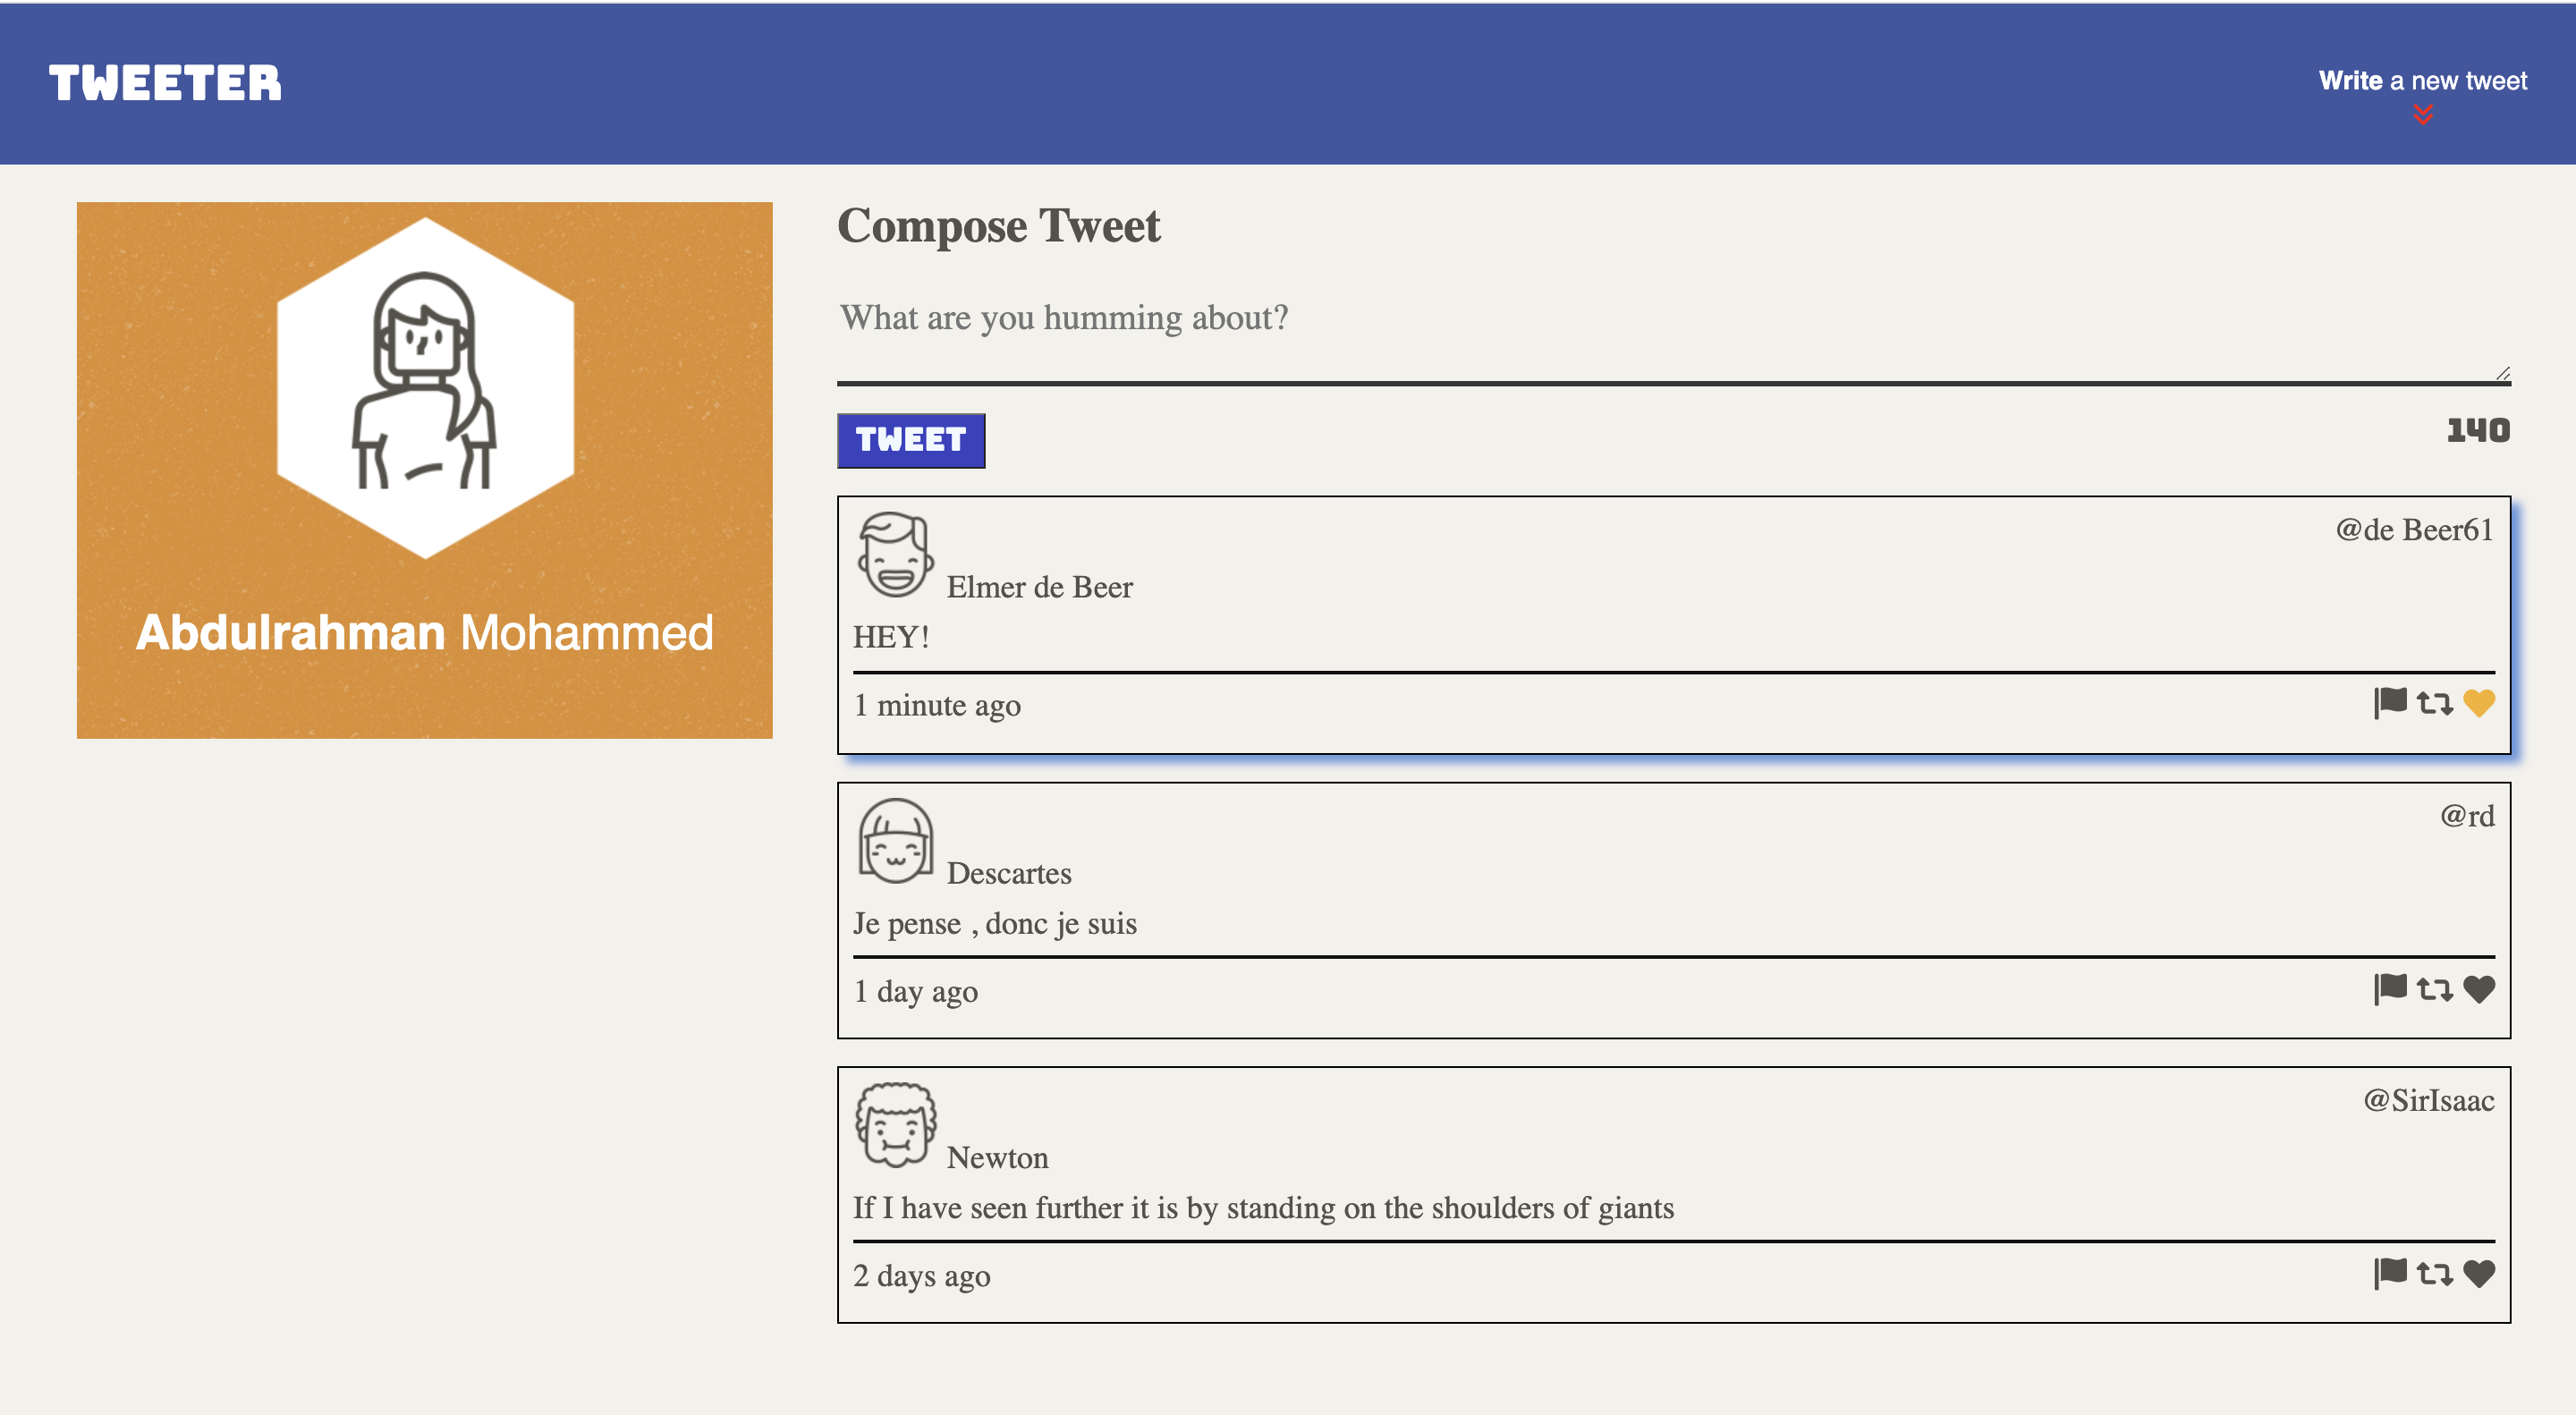 TWEETER
Write a new tweet
Abdulrahman Mohammed
Compose Tweet
What are you humming about?
TWEET
140
@de Beer61
Elmer de Beer
HEY!
1 minute ago
@rd
Descartes
Je pense , donc je suis
1 day ago
@SirIsaac
Newton
If I have seen further it is by standing on the shoulders of giants
2 days ago